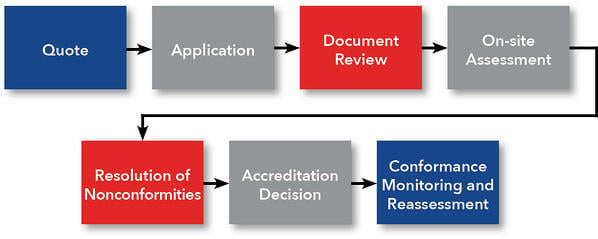 Quote
Application
Document
Review
On-site
Assessment
Resolution of
Nonconformities
Accreditation
Decision
Conformance
Monitoring and
Reassessment